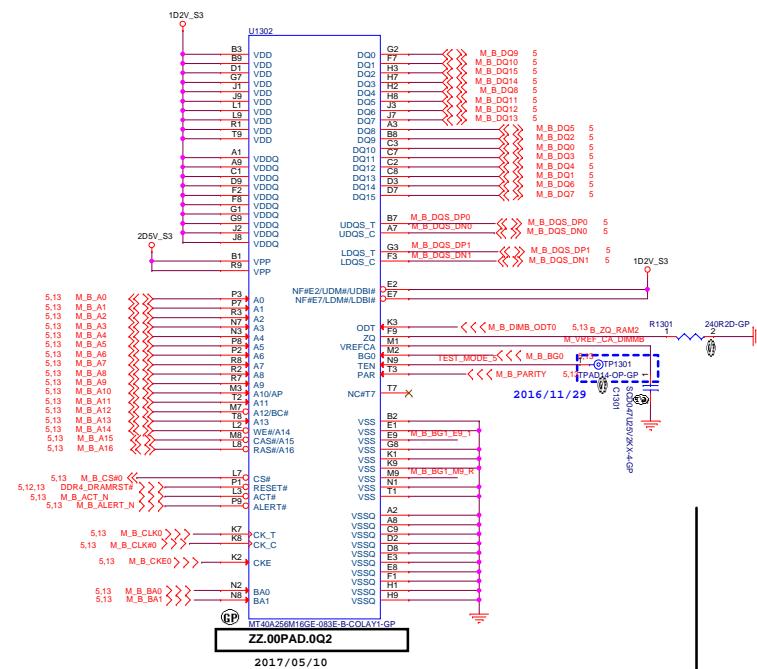 1D2V_S3
U1302
B3 VDD DQ0 G2 M_B_DQ9 5
B9 VDD DQ1 F7 M_B_DQ10 5
D1 VDD DQ2 H3 M_B_DQ15 5
G7 VDD DQ3 H7 M_B_DQ14 5
J1 VDD DQ4 H2 M_B_DQ8 5
J9 VDD DQ5 H8 M_B_DQ11 5
L1 VDD DQ6 J3 M_B_DQ12 5
L9 VDD DQ7 J7 M_B_DQ13 5
R1 VDD DQ8 A3 M_B_DQ5 5
T9 VDD DQ9 B8 M_B_DQ2 5
DQ10 C3 M_B_DQ0 5
A1 VDDQ DQ11 C7 M_B_DQ3 5
A9 VDDQ DQ12 C2 M_B_DQ4 5
C1 VDDQ DQ13 C8 M_B_DQ1 5
D9 VDDQ DQ14 D3 M_B_DQ6 5
F2 VDDQ DQ15 D7 M_B_DQ7 5
F8 VDDQ
G1 VDDQ
G9 VDDQ UDQS_T B7 M_B_DQS_DP0 M_B_DQS_DP0 5
J2 VDDQ UDQS_C A7 M_B_DQS_DN0 M_B_DQS_DN0 5
J8 VDDQ
2D5V_S3
LDQS_T G3 M_B_DQS_DP1 M_B_DQS_DP1 5
B1 VPP LDQS_C F3 M_B_DQS_DN1 M_B_DQS_DN1 5
R9 VPP
1D2V_S3
NF#E2/UDM#/UDBI# E2
NF#E7/LDM#/LDBI# E7
5,13 M_B_A0 P3 A0
5,13 M_B_A1 P7 A1
5,13 M_B_A2 R3 A2
5,13 M_B_A3 N7 A3
5,13 M_B_A4 N3 A4
5,13 M_B_A5 P8 A5
5,13 M_B_A6 P2 A6
5,13 M_B_A7 R8 A7
5,13 M_B_A8 R2 A8
5,13 M_B_A9 R7 A9
5,13 M_B_A10 M3 A10/AP
5,13 M_B_A11 T2 A11
5,13 M_B_A12 M7 A12/BC#
5,13 M_B_A13 T8 A13
5,13 M_B_A14 L2 WE#/A14
5,13 M_B_A15 M8 CAS#/A15
5,13 M_B_A16 L8 RAS#/A16
ODT K3 M_B_DIMB_ODT0 5,13
ZQ F9 B_ZQ_RAM2 R1301 1 2 240R2D-GP
VREFCA M1 M_VREF_CA_DIMMB
BG0 M2 M_B_BG0
TEN N9 TEST_MODE_5 TP1301
PAR T3 M_B_PARITY TPAD14-OP-GP
NC#T7 T7
2016/11/29
C1301
SCD047U25V2KX-4-GP
VSS B2
VSS E1
VSS E9 M_B_BG1_E9_1
VSS G8
VSS K1
VSS K9
VSS M9 M_B_BG1_M9_R
VSS N1
VSS T1
5,13 M_B_CS#0 L7 CS#
5,12,13 DDR4_DRAMRST# P1 RESET#
5,13 M_B_ACT_N L3 ACT#
5,13 M_B_ALERT_N P9 ALERT#
VSSQ A2
VSSQ A8
VSSQ C9
VSSQ D2
VSSQ D8
VSSQ E3
VSSQ E8
VSSQ F1
VSSQ H1
VSSQ H9
5,13 M_B_CLK0 K7 CK_T
5,13 M_B_CLK#0 K8 CK_C
5,13 M_B_CKE0 K2 CKE
5,13 M_B_BA0 N2 BA0
5,13 M_B_BA1 N8 BA1
GP
MT40A256M16GE-083E-B-COLAY1-GP
ZZ.00PAD.0Q2
2017/05/10